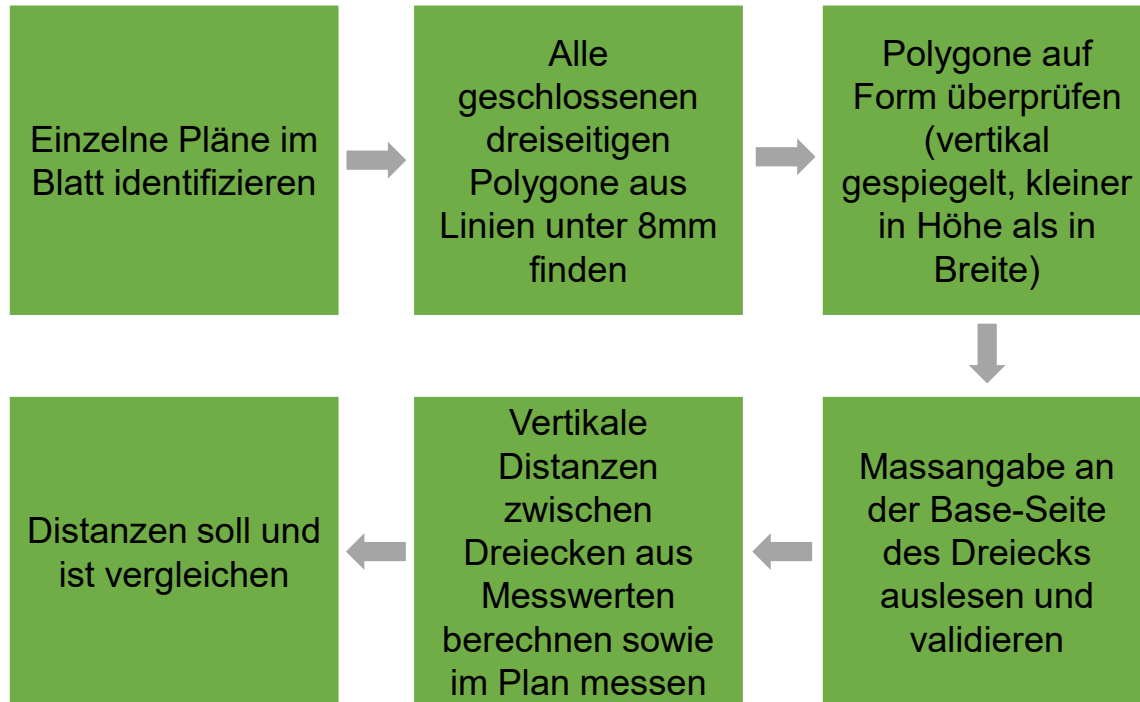 Einzelne Pläne im
Blatt identifizieren
Alle
geschlossenen
dreiseitigen
Polygone aus
Linien unter 8mm
finden
Polygone auf
Form überprüfen
(vertikal
gespiegelt, kleiner
in Höhe als in
Breite)
Massangabe an
der Base-Seite
des Dreiecks
auslesen und
validieren
Vertikale
Distanzen
zwischen
Dreiecken aus
Messwerten
berechnen sowie
im Plan messen
Distanzen soll und
ist vergleichen